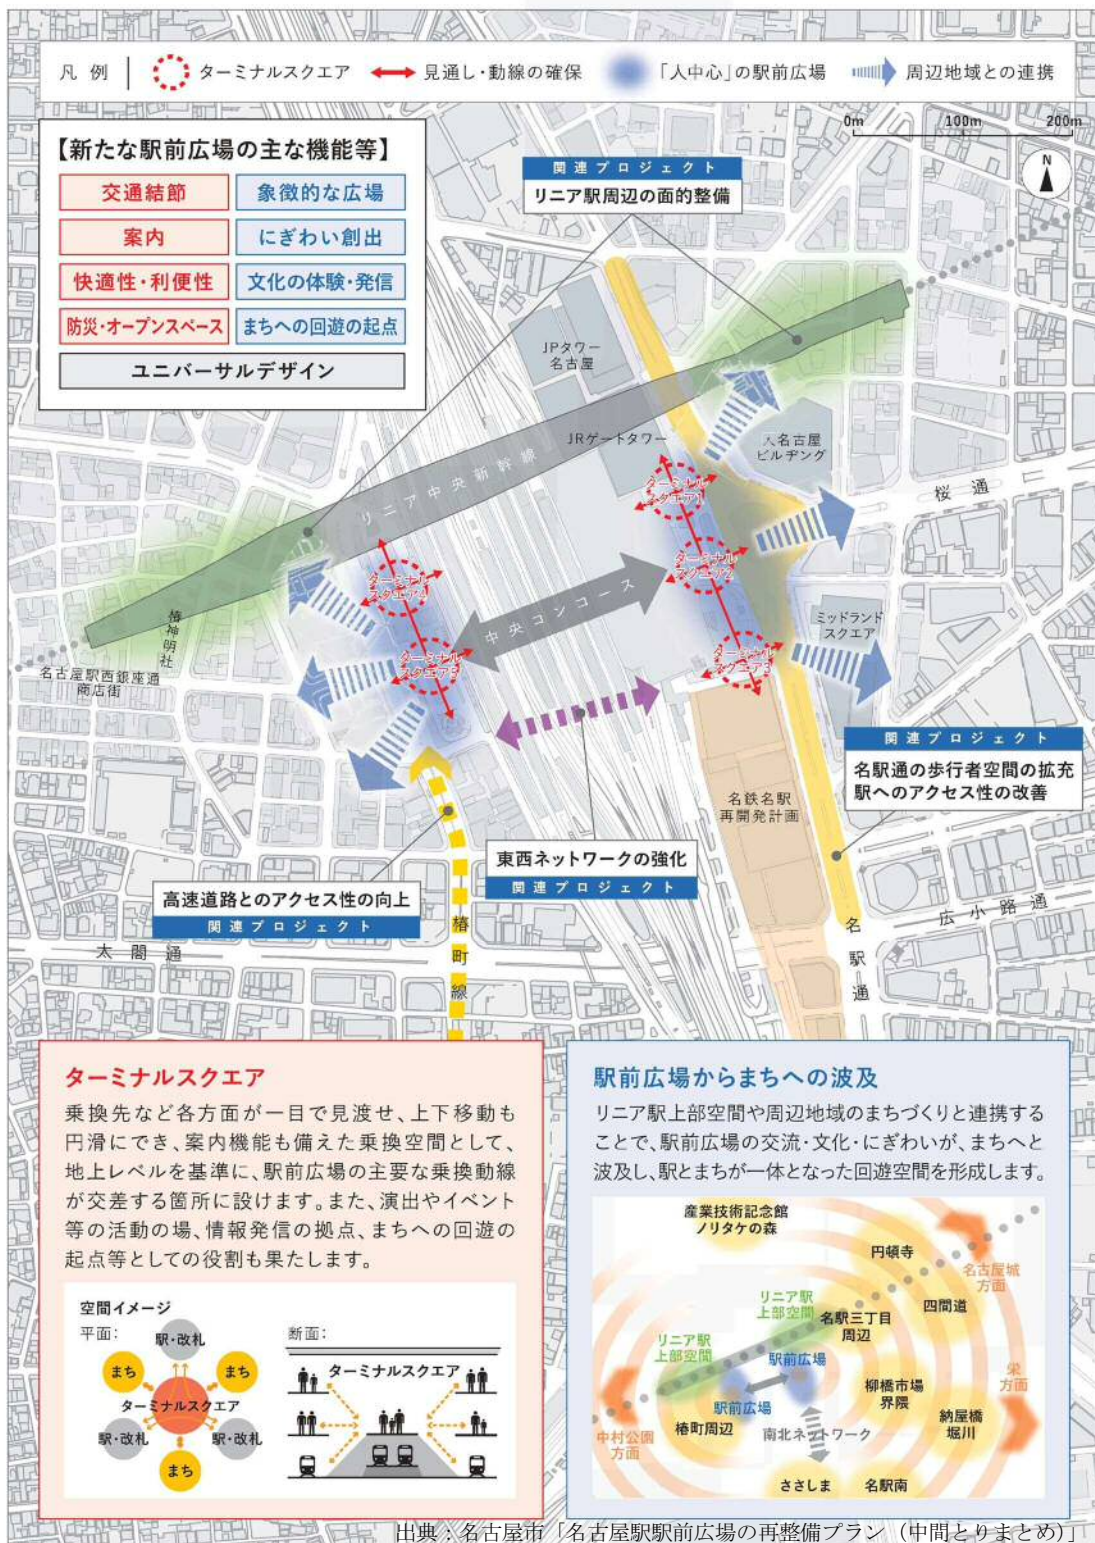 凡例
ターミナルスクエア
見通し・動線の確保
「人中心」の駅前広場
周辺地域との連携
0m 100m 200m
N
【新たな駅前広場の主な機能等】
交通結節
象徴的な広場
案内
にぎわい創出
快適性・利便性
文化の体験・発信
防災・オープンスペース
まちへの回遊の起点
ユニバーサルデザイン
関連プロジェクト
リニア駅周辺の面的整備
JPタワー
名古屋
JRゲートタワー
大名古屋
ビルヂング
桜通
リニア中央新幹線
ターミナル
スクエア1
ターミナル
スクエア2
ターミナル
スクエア3
ターミナル
スクエア4
ターミナル
スクエア5
中央コンコース
ミッドランド
スクエア
椿神明社
名古屋駅西銀座通
商店街
関連プロジェクト
名駅通の歩行者空間の拡充
駅へのアクセス性の改善
名鉄名駅
再開発計画
東西ネットワークの強化
関連プロジェクト
高速道路とのアクセス性の向上
関連プロジェクト
太閤通
椿町線
名駅通
広小路通
ターミナルスクエア
乗換先など各方面が一目で見渡せ、上下移動も
円滑にでき、案内機能も備えた乗換空間として、
地上レベルを基準に、駅前広場の主要な乗換動線
が交差する箇所に設けます。また、演出やイベント
等の活動の場、情報発信の拠点、まちへの回遊の
起点等としての役割も果たします。
空間イメージ
平面:
駅・改札
まち
まち
ターミナルスクエア
駅・改札
駅・改札
まち
断面:
ターミナルスクエア
駅前広場からまちへの波及
リニア駅上部空間や周辺地域のまちづくりと連携する
ことで、駅前広場の交流・文化・にぎわいが、まちへと
波及し、駅とまちが一体となった回遊空間を形成します。
産業技術記念館
ノリタケの森
円頓寺
名古屋城
方面
四間道
リニア駅
上部空間
名駅三丁目
周辺
リニア駅
上部空間
駅前広場
駅前広場
栄
方面
柳橋市場
界隈
納屋橋
堀川
中村公園
方面
椿町周辺
南北ネットワーク
ささしま
名駅南
出典:名古屋市「名古屋駅駅前広場の再整備プラン(中間とりまとめ)」